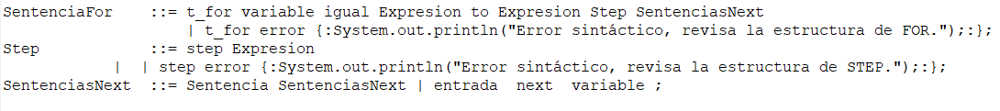 SentenciaFor ::= t_for variable igual Expresion to Expresion Step SentenciasNext
| t_for error {:System.out.println("Error sintáctico, revisa la estructura de FOR.");:};
Step ::= step Expresion
| | step error {:System.out.println("Error sintáctico, revisa la estructura de STEP.");:};
SentenciasNext ::= Sentencia SentenciasNext | entrada next variable ;